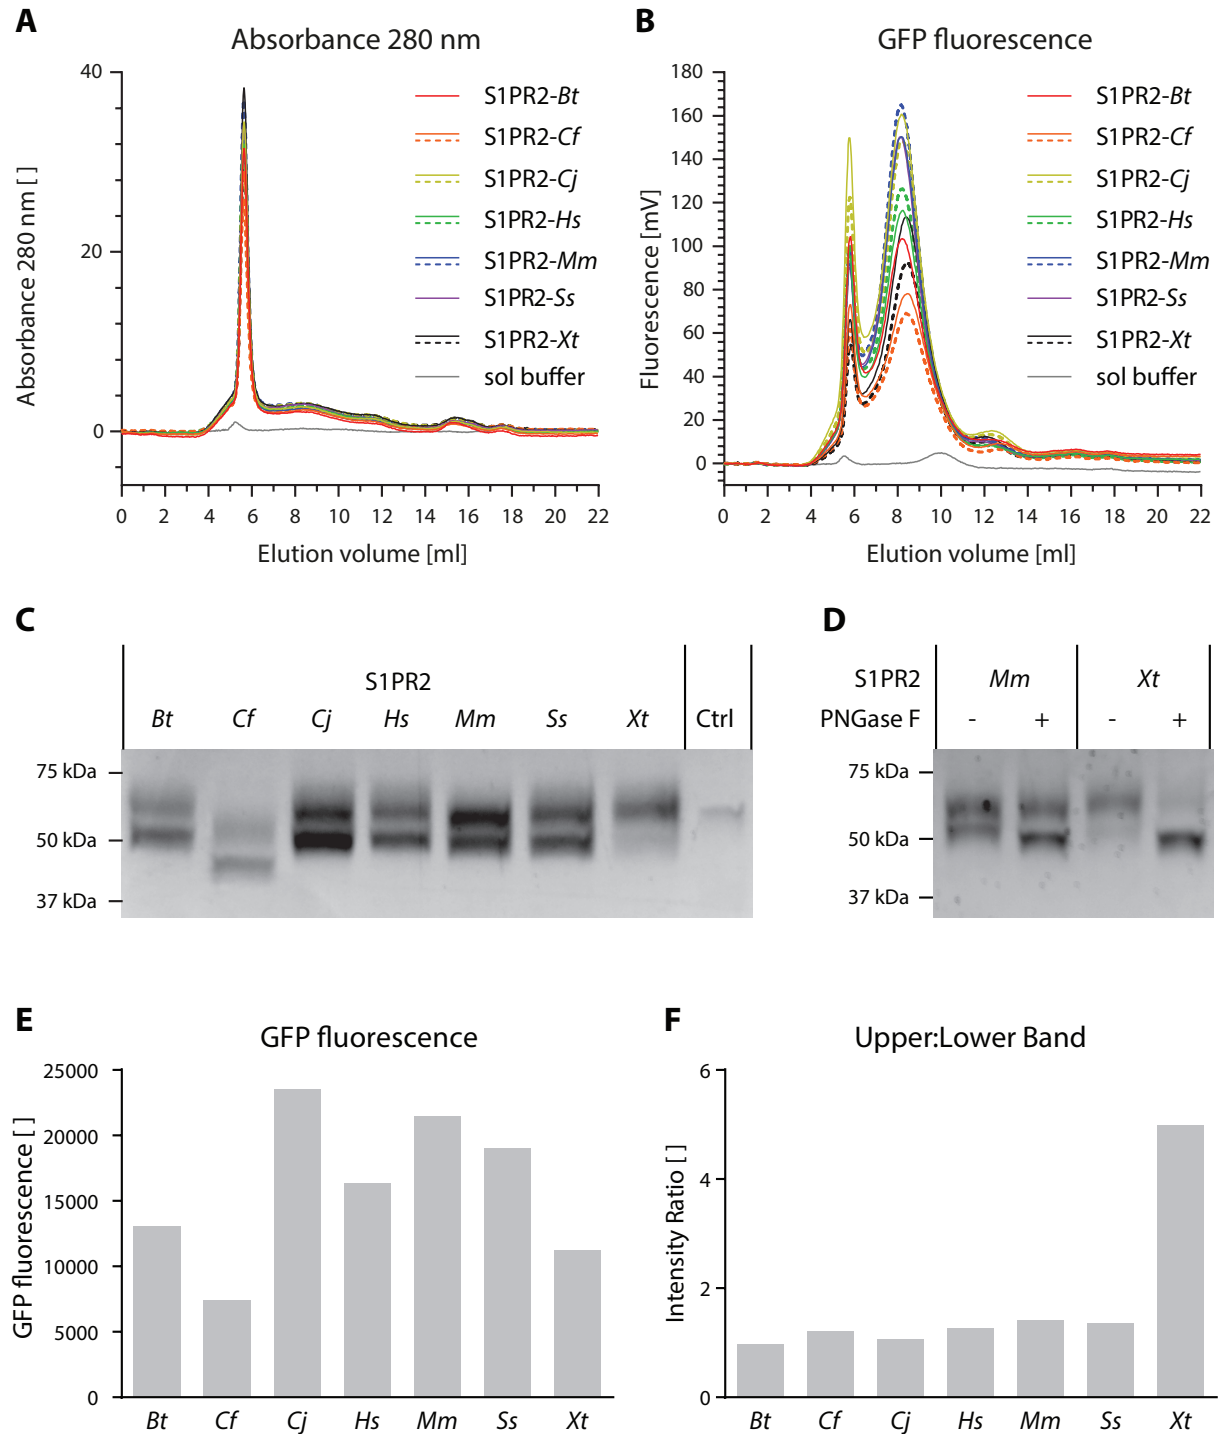 A
Absorbance 280 nm
40
20
0
Absorbance 280 nm [ ]
0 2 4 6 8 10 12 14 16 18 20 22
Elution volume [ml]
S1PR2-Bt
S1PR2-Cf
S1PR2-Cj
S1PR2-Hs
S1PR2-Mm
S1PR2-Ss
S1PR2-Xt
sol buffer
B
GFP fluorescence
180
160
140
120
100
80
60
40
20
0
Fluorescence [mV]
0 2 4 6 8 10 12 14 16 18 20 22
Elution volume [ml]
S1PR2-Bt
S1PR2-Cf
S1PR2-Cj
S1PR2-Hs
S1PR2-Mm
S1PR2-Ss
S1PR2-Xt
sol buffer
C
S1PR2
Bt Cf Cj Hs Mm Ss Xt Ctrl
75 kDa
50 kDa
37 kDa
D
S1PR2 Mm Xt
PNGase F - + - +
75 kDa
50 kDa
37 kDa
E
GFP fluorescence
25000
20000
15000
10000
5000
0
GFP fluorescence [ ]
Bt Cf Cj Hs Mm Ss Xt
F
Upper:Lower Band
6
4
2
0
Intensity Ratio [ ]
Bt Cf Cj Hs Mm Ss Xt